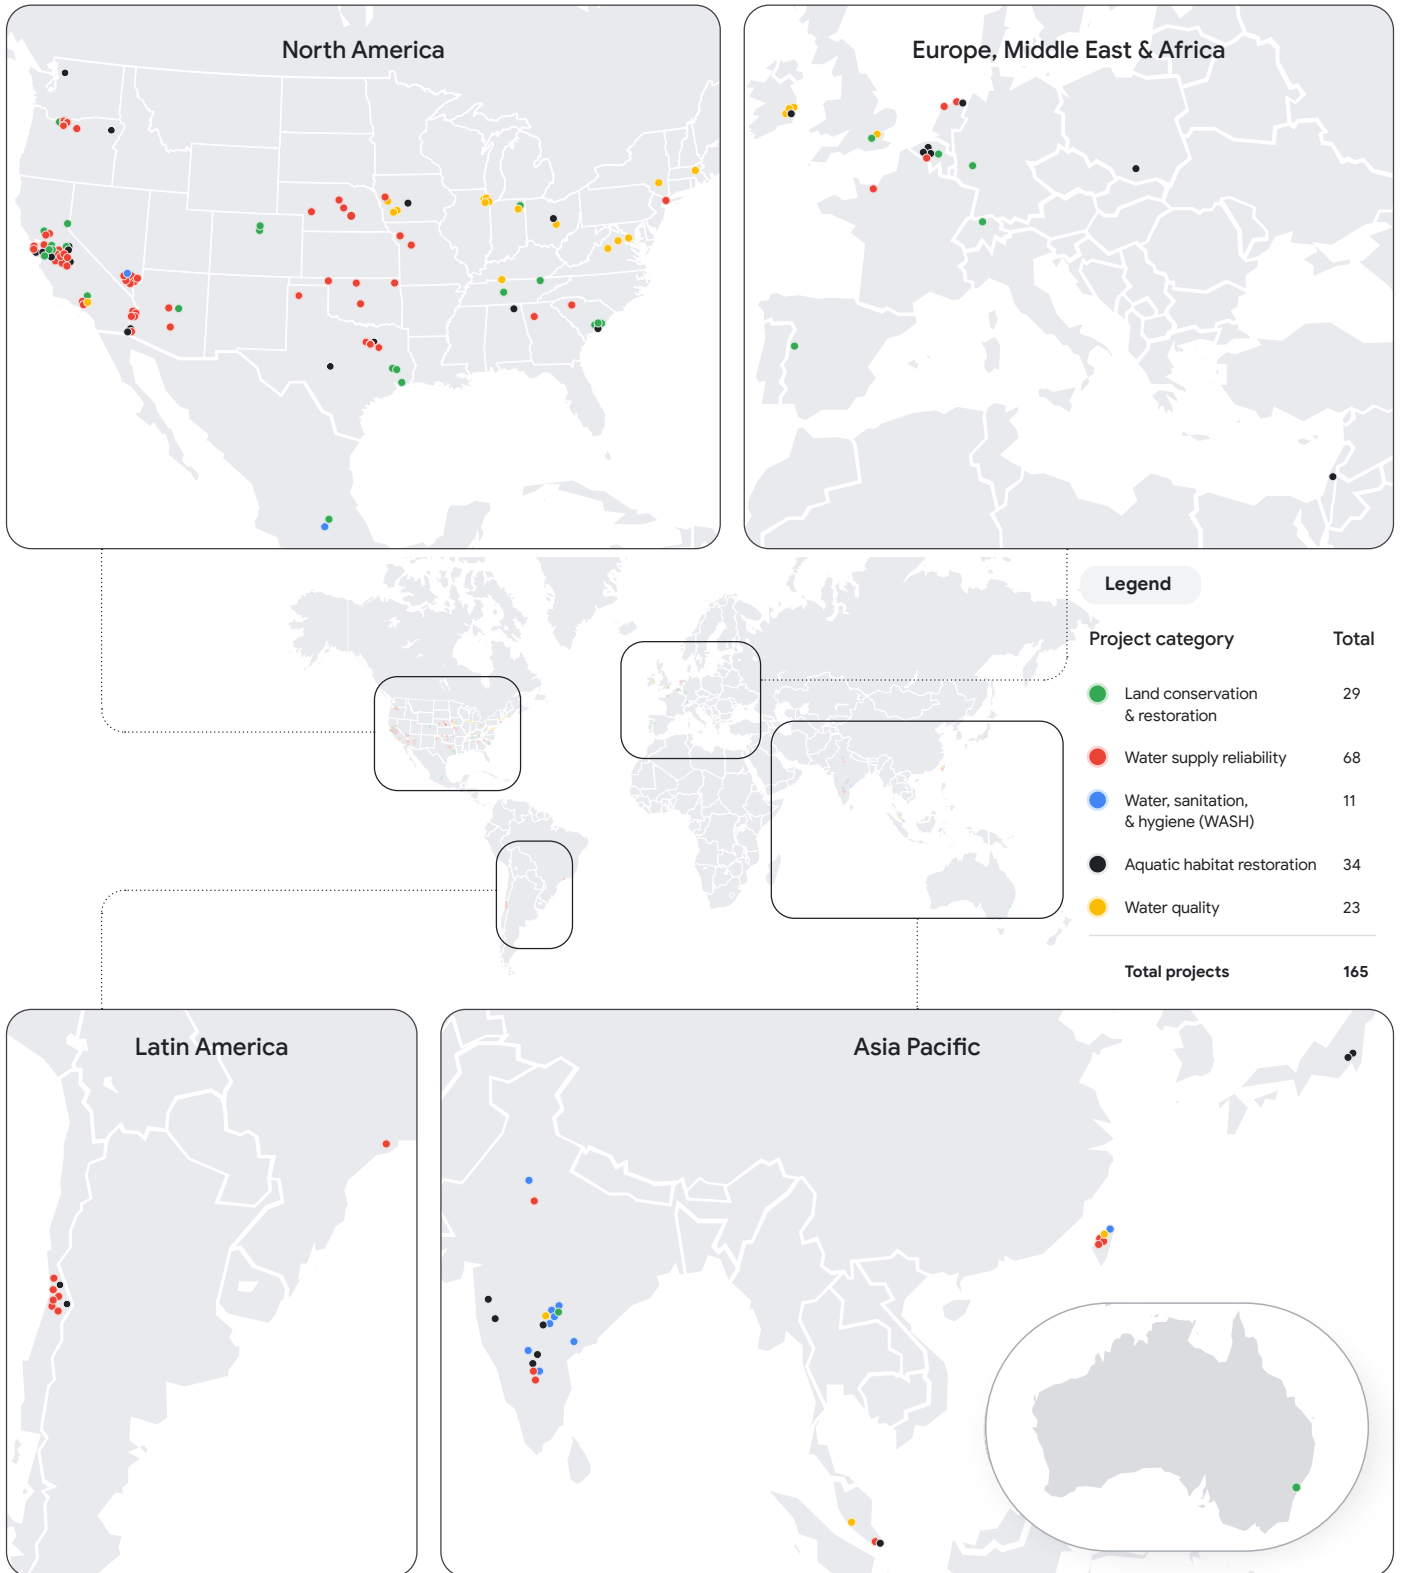 North America
Europe, Middle East & Africa
Legend
Project category Total
Land conservation
& restoration 29
Water supply reliability 68
Water, sanitation,
& hygiene (WASH) 11
Aquatic habitat restoration 34
Water quality 23
Total projects 165
Latin America
Asia Pacific